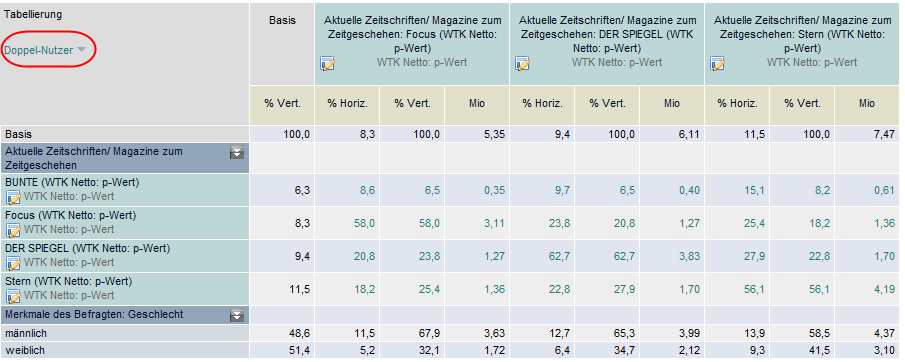 Tabellierung
Doppel-Nutzer
Basis
Aktuelle Zeitschriften/ Magazine zum
Zeitgeschehen: Focus (WTK Netto:
p-Wert)
WTK Netto: p-Wert
Aktuelle Zeitschriften/ Magazine zum
Zeitgeschehen: DER SPIEGEL (WTK
Netto: p-Wert)
WTK Netto: p-Wert
Aktuelle Zeitschriften/ Magazine zum
Zeitgeschehen: Stern (WTK Netto:
p-Wert)
WTK Netto: p-Wert
% Vert. % Horiz. % Vert. Mio % Horiz. % Vert. Mio % Horiz. % Vert. Mio
Basis 100,0 8,3 100,0 5,35 9,4 100,0 6,11 11,5 100,0 7,47
Aktuelle Zeitschriften/ Magazine zum
Zeitgeschehen
BUNTE (WTK Netto: p-Wert)
WTK Netto: p-Wert
6,3 8,6 6,5 0,35 9,7 6,5 0,40 15,1 8,2 0,61
Focus (WTK Netto: p-Wert)
WTK Netto: p-Wert
8,3 58,0 58,0 3,11 23,8 20,8 1,27 25,4 18,2 1,36
DER SPIEGEL (WTK Netto: p-Wert)
WTK Netto: p-Wert
9,4 20,8 23,8 1,27 62,7 62,7 3,83 27,9 22,8 1,70
Stern (WTK Netto: p-Wert)
WTK Netto: p-Wert
11,5 18,2 25,4 1,36 22,8 27,9 1,70 56,1 56,1 4,19
Merkmale des Befragten: Geschlecht
männlich 48,6 11,5 67,9 3,63 12,7 65,3 3,99 13,9 58,5 4,37
weiblich 51,4 5,2 32,1 1,72 6,4 34,7 2,12 9,3 41,5 3,10